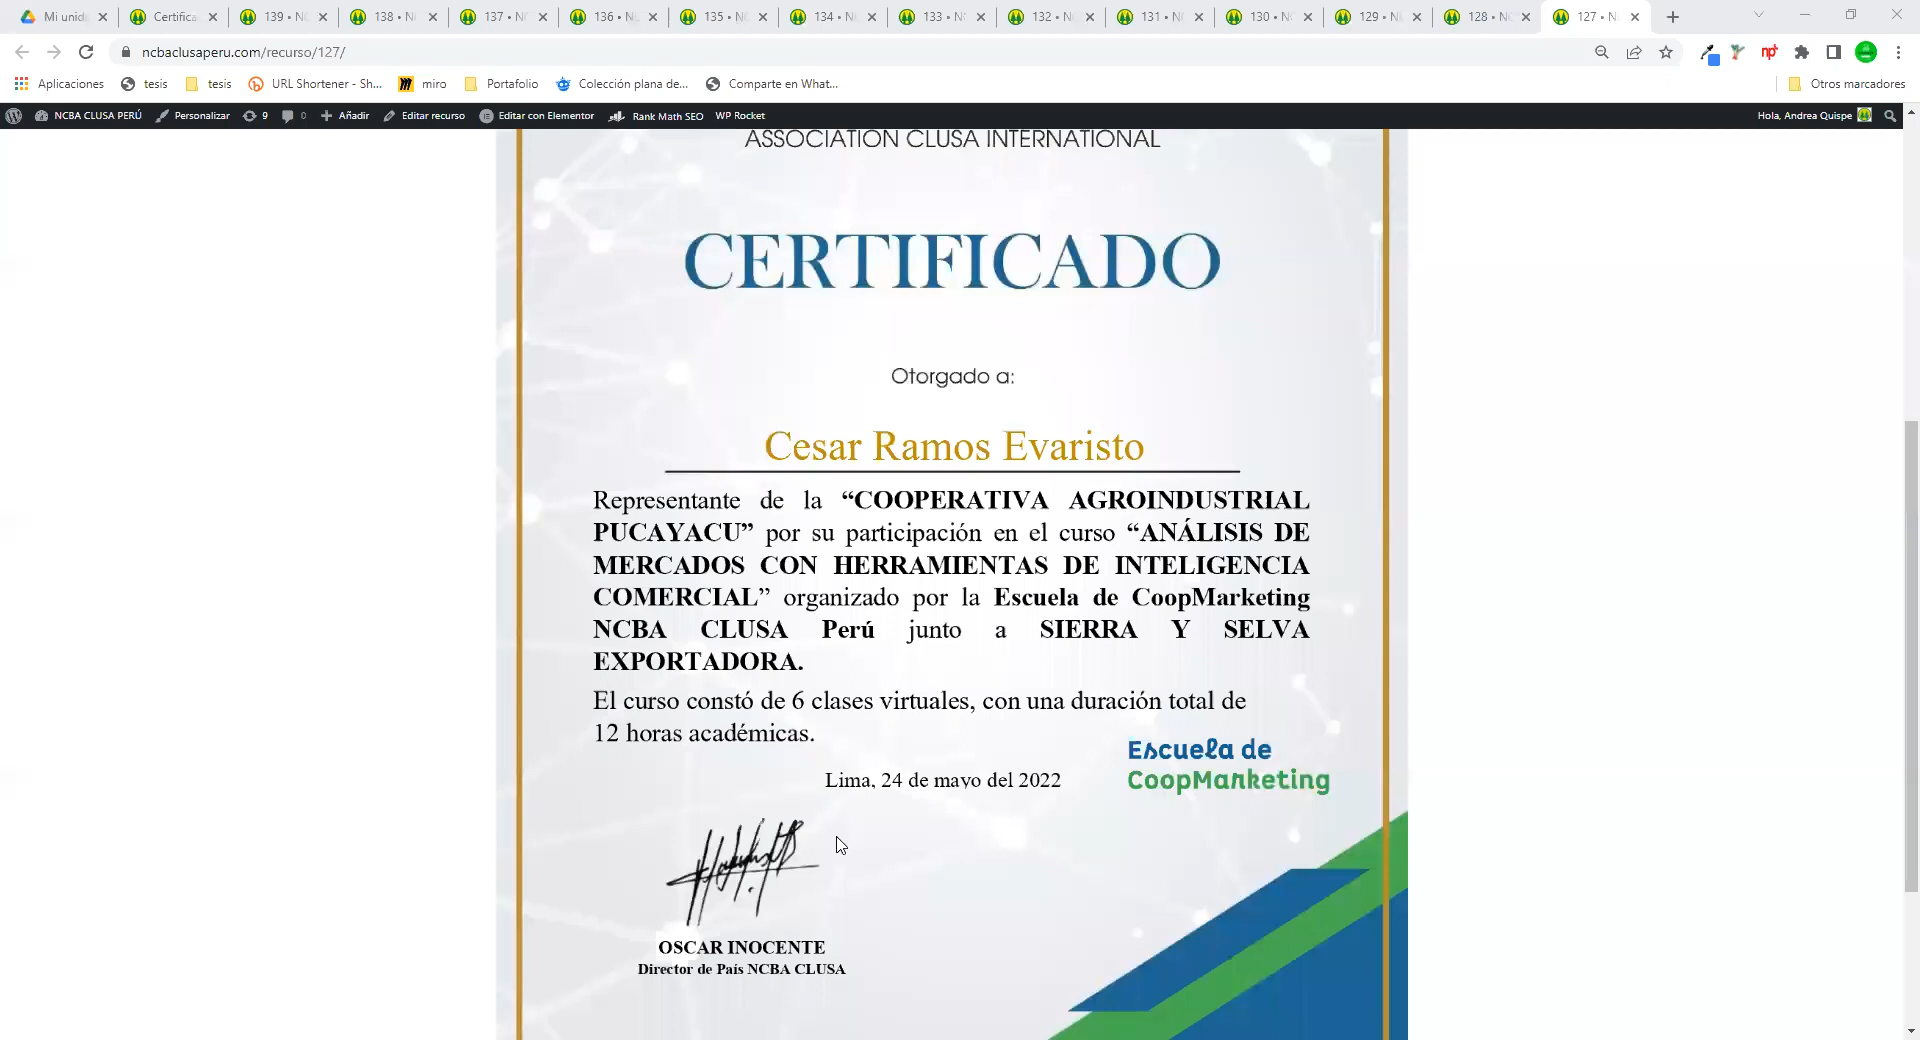 Mi unid
Certifica
139 • N
138 • N
137 • N
136 • N
135 • N
134 • N
133 • N
132 • N
131 • N
130 • N
129 • N
128 • N
127 • N
ncbaclusaperu.com/recurso/127/
Aplicaciones
tesis
tesis
URL Shortener - Sh...
miro
Portafolio
Colección plana de...
Comparte en What...
Otros marcadores
NCBA CLUSA PERÚ
Personalizar
9
0
Añadir
Editar recurso
Editar con Elementor
Rank Math SEO
WP Rocket
Hola, Andrea Quispe
ASSOCIATION CLUSA INTERNATIONAL
CERTIFICADO
Otorgado a:
Cesar Ramos Evaristo
Representante de la “COOPERATIVA AGROINDUSTRIAL
PUCAYACU” por su participación en el curso “ANÁLISIS DE
MERCADOS CON HERRAMIENTAS DE INTELIGENCIA
COMERCIAL” organizado por la Escuela de CoopMarketing
NCBA CLUSA Perú junto a SIERRA Y SELVA
EXPORTADORA.
El curso constó de 6 clases virtuales, con una duración total de
12 horas académicas.
Escuela de
CoopMarketing
Lima, 24 de mayo del 2022
OSCAR INOCENTE
Director de País NCBA CLUSA